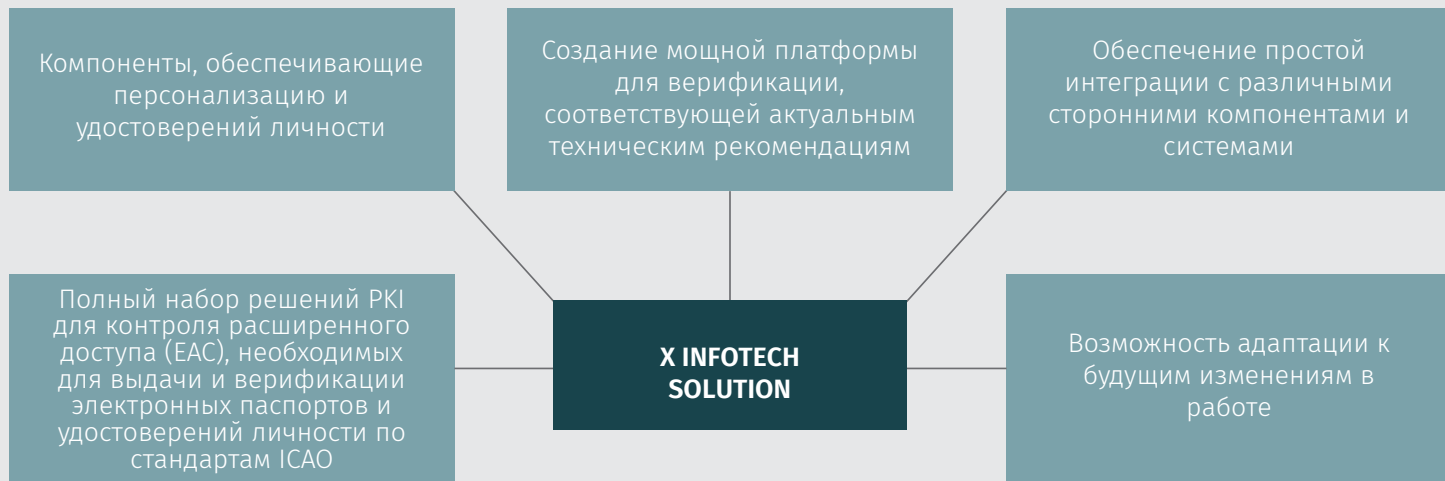 Компоненты, обеспечивающие
персонализацию и
удостоверений личности
Создание мощной платформы
для верификации,
соответствующей актуальным
техническим рекомендациям
Обеспечение простой
интеграции с различными
сторонними компонентами и
системами
Полный набор решений PKI
для контроля расширенного
доступа (EAC), необходимых
для выдачи и верификации
электронных паспортов и
удостоверений личности по
стандартам ICAO
X INFOTECH
SOLUTION
Возможность адаптации к
будущим изменениям в
работе